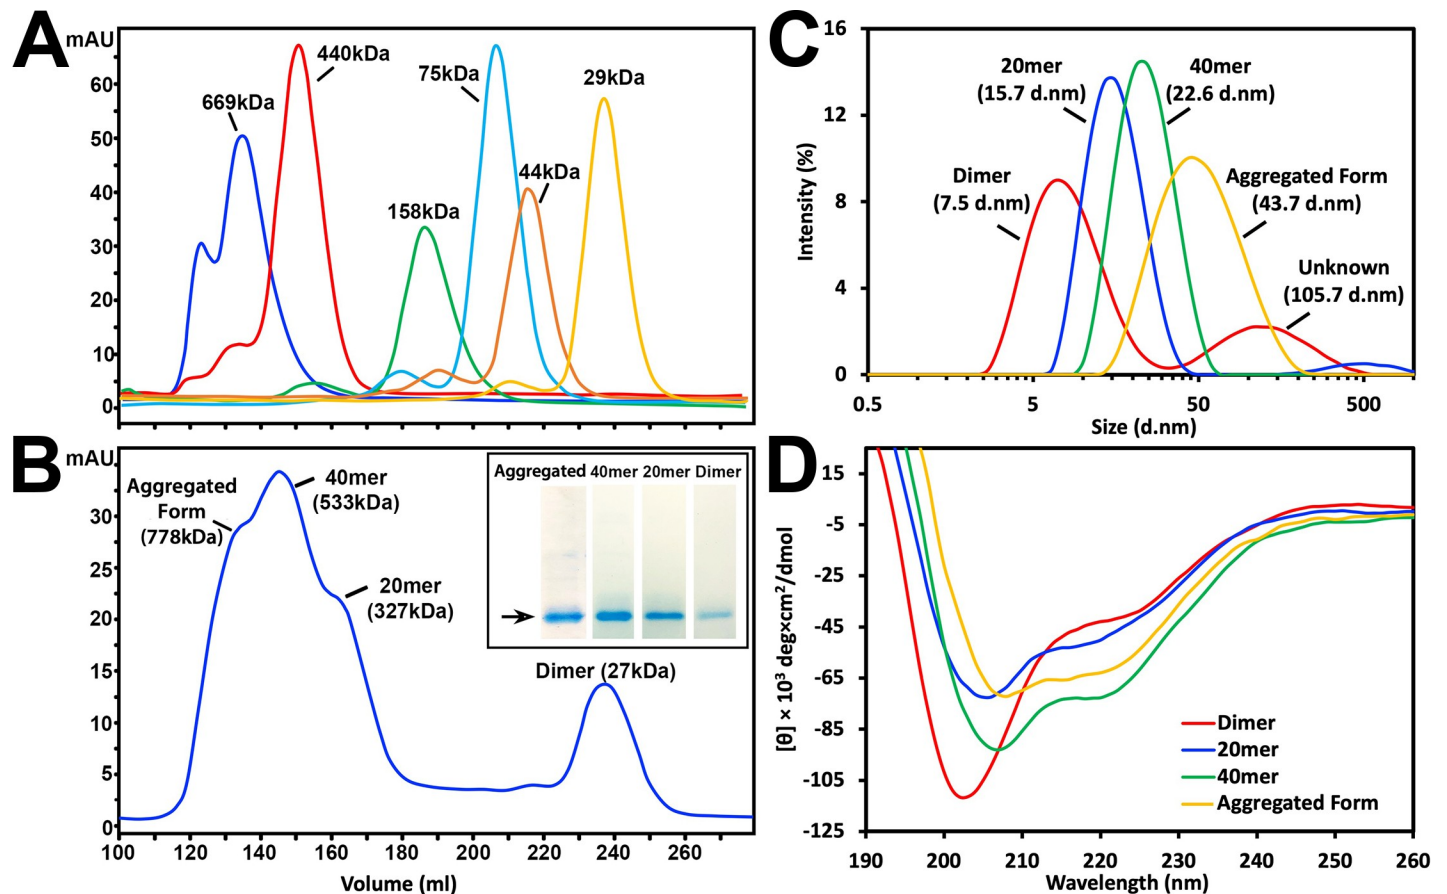 A
mAU
60
50
40
30
20
10
0
669kDa
440kDa
158kDa
75kDa
44kDa
29kDa
B
mAU
30
25
20
15
10
5
0
Aggregated
Form
(778kDa)
40mer
(533kDa)
20mer
(327kDa)
Aggregated 40mer 20mer Dimer
Dimer (27kDa)
100 120 140 160 180 200 220 240 260
Volume (ml)
C
Intensity (%)
16
12
8
4
0
Dimer
(7.5 d.nm)
20mer
(15.7 d.nm)
40mer
(22.6 d.nm)
Aggregated Form
(43.7 d.nm)
Unknown
(105.7 d.nm)
0.5 5 50 500
Size (d.nm)
D
[θ] × 10³ deg×cm²/dmol
15
-5
-25
-45
-65
-85
-105
-125
Dimer
20mer
40mer
Aggregated Form
190 200 210 220 230 240 250 260
Wavelength (nm)